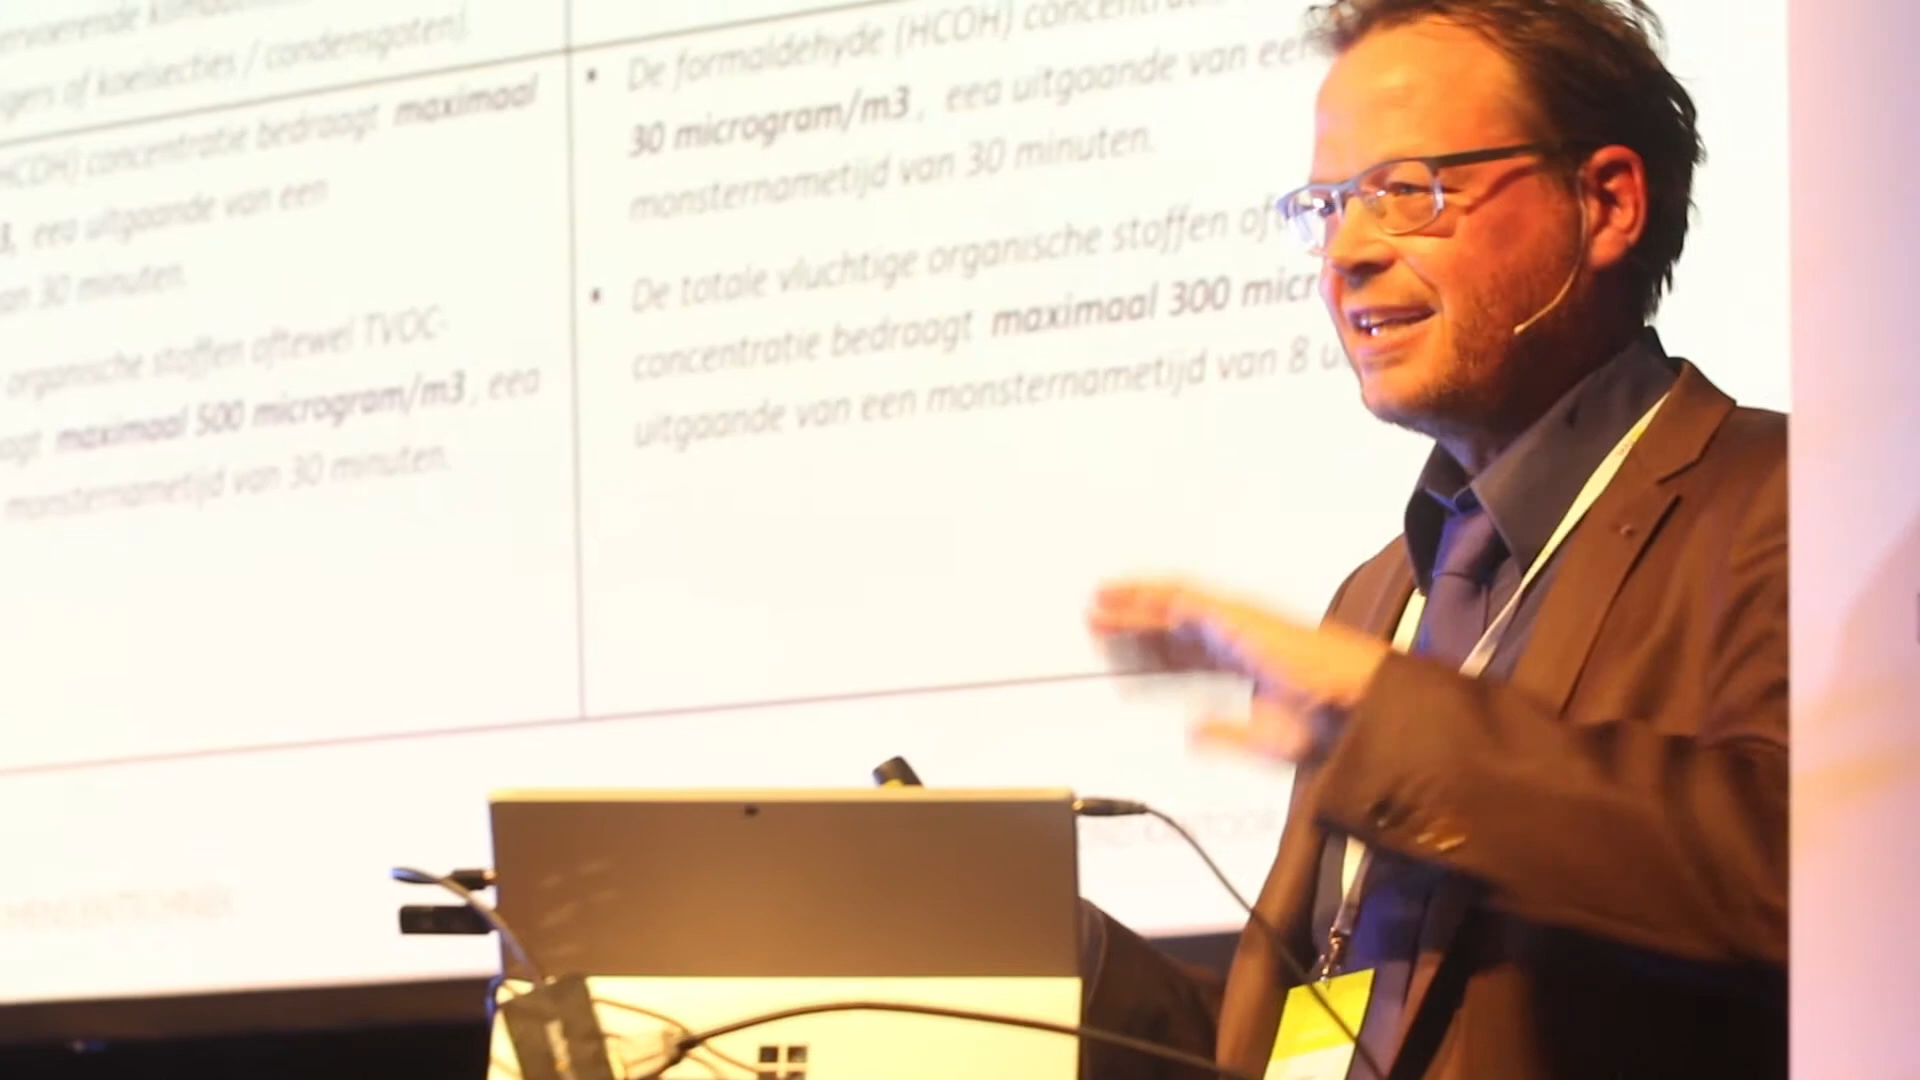 of koelsecties / condensgoten).
HCOH) concentratie bedraagt maximaal
3, eea uitgaande van een
an 30 minuten.
organische stoffen oftewel TVOC-
aagt maximaal 500 microgram/m3, eea
monsternametijd van 30 minuten.
• De formaldehyde (HCOH)
30 microgram/m3, eea uitgaande van een
monsternametijd van 30 minuten.
• De totale vluchtige organische stoffen oft
concentratie bedraagt maximaal 300 micr
uitgaande van een monsternametijd van 8 u